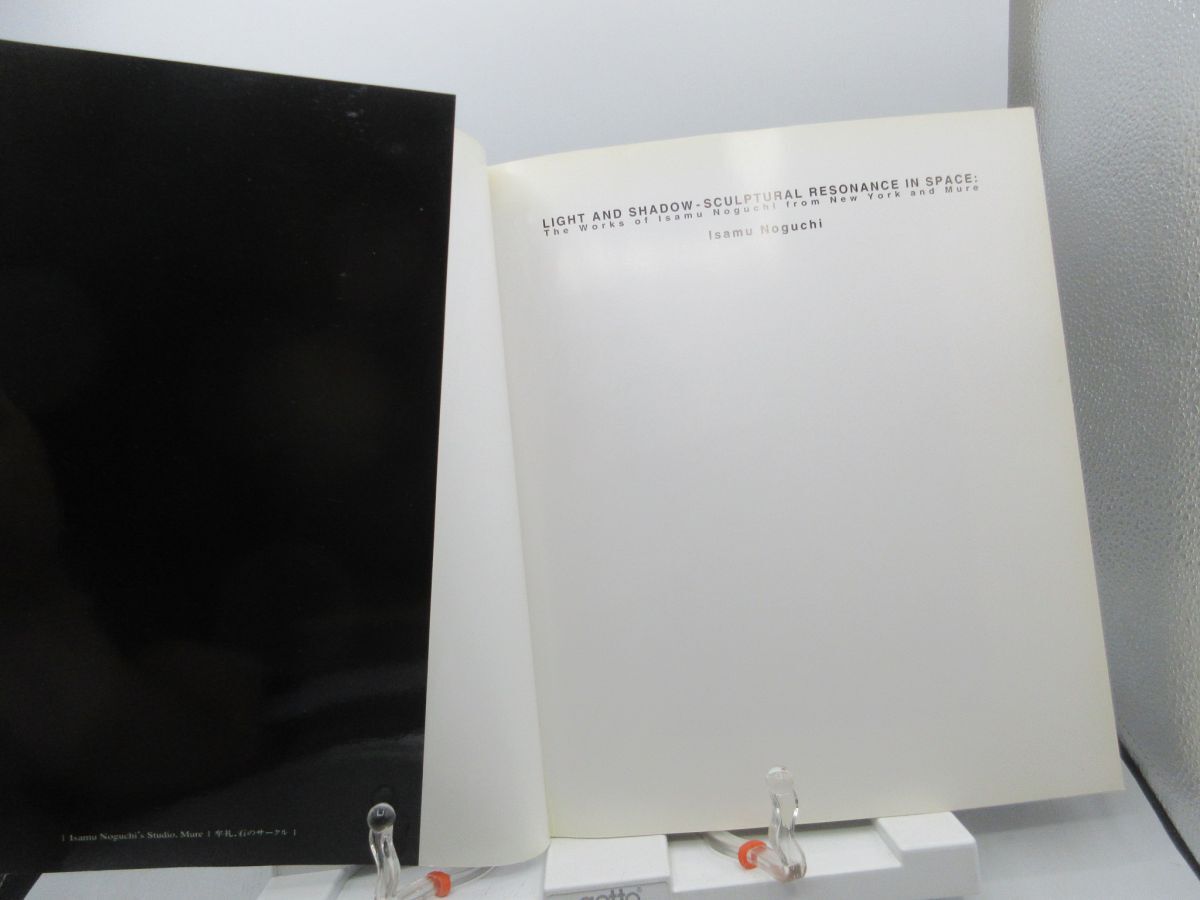 | Isamu Noguchi's Studio, Mure | 牟礼、石のサークル |
LIGHT AND SHADOW-SCULPTURAL RESONANCE IN SPACE:
The Works of Isamu Noguchi from New York and Mure
Isamu Noguchi